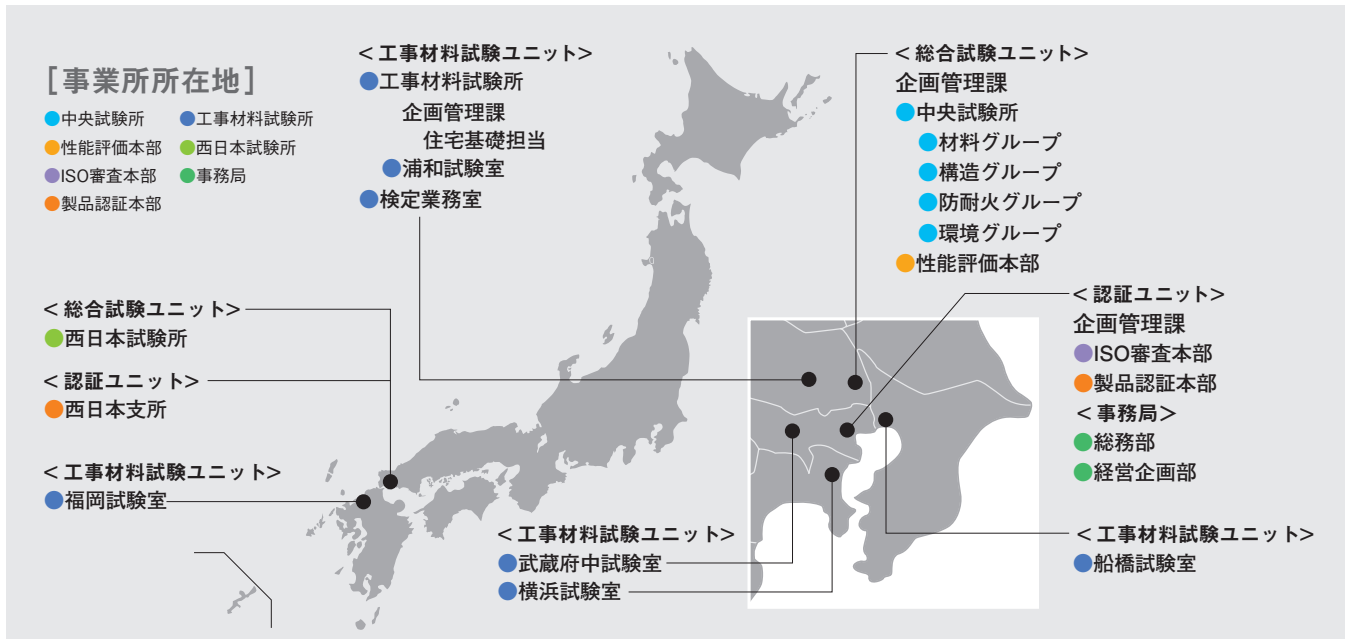 [事業所所在地]
●中央試験所 ●工事材料試験所
●性能評価本部 ●西日本試験所
●ISO審査本部 ●事務局
●製品認証本部
<工事材料試験ユニット>
●工事材料試験所
企画管理課
住宅基礎担当
●浦和試験室
●検定業務室
<総合試験ユニット>
企画管理課
●中央試験所
●材料グループ
●構造グループ
●防耐火グループ
●環境グループ
●性能評価本部
<総合試験ユニット>
●西日本試験所
<認証ユニット>
●西日本支所
<工事材料試験ユニット>
●福岡試験室
<認証ユニット>
企画管理課
●ISO審査本部
●製品認証本部
<事務局>
●総務部
●経営企画部
<工事材料試験ユニット>
●武蔵府中試験室
●横浜試験室
<工事材料試験ユニット>
●船橋試験室